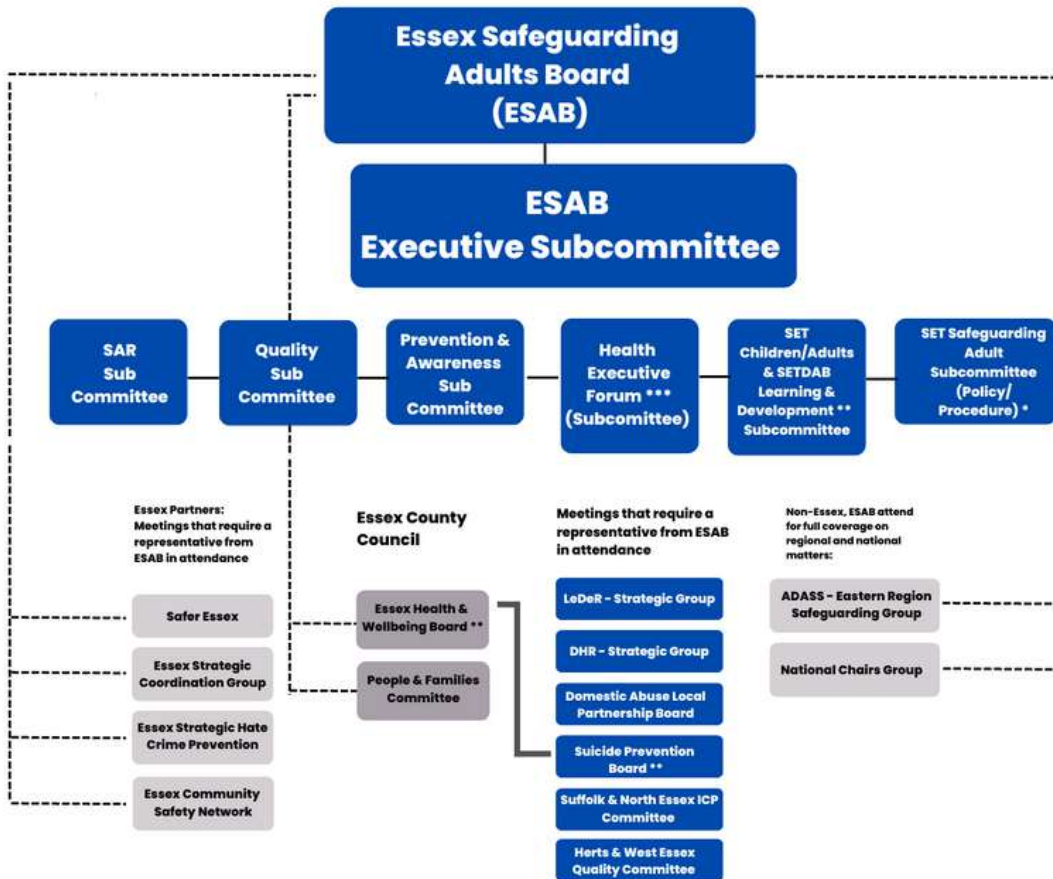 Essex Safeguarding
Adults Board
(ESAB)
ESAB
Executive Subcommittee
SAR
Sub
Committee
Quality
Sub
Committee
Prevention &
Awareness
Sub
Committee
Health
Executive
Forum ***
(Subcomittee)
SET
Children/Adults
& SETDAB
Learning &
Development **
Subcommittee
SET Safeguarding
Adult
Subcommittee
(Policy/
Procedure) *
Essex Partners:
Meetings that require a
representative from
ESAB in attendance
Safer Essex
Essex Strategic
Coordination Group
Essex Strategic Hate
Crime Prevention
Essex Community
Safety Network
Essex County
Council
Essex Health &
Wellbeing Board **
People & Families
Committee
Meetings that require a
representative from ESAB
in attendance
LeDeR - Strategic Group
DHR - Strategic Group
Domestic Abuse Local
Partnership Board
Suicide Prevention
Board **
Suffolk & North Essex ICP
Committee
Herts & West Essex
Quality Committee
Non-Essex, ESAB attend
for full coverage on
regional and national
matters:
ADASS - Eastern Region
Safeguarding Group
National Chairs Group